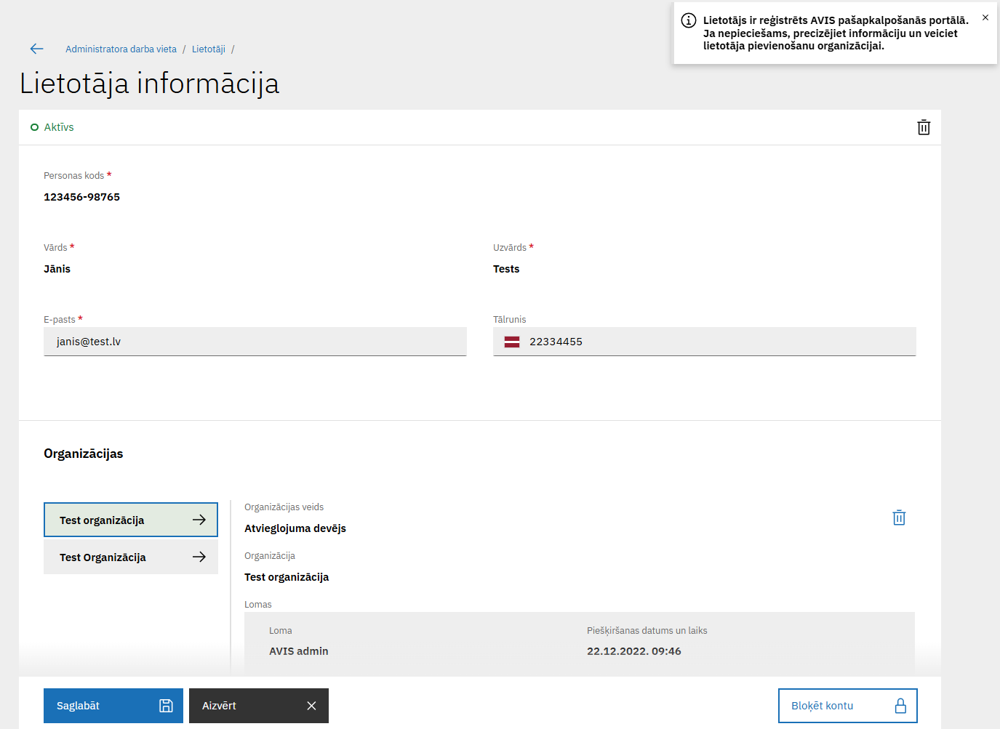 Lietotājs ir reģistrēts AVIS pašapkalpošanās portālā.
Ja nepieciešams, precizējiet informāciju un veiciet
lietotāja pievienošanu organizācijai.
Administratora darba vieta / Lietotāji /
Lietotāja informācija
Aktīvs
Personas kods *
123456-98765
Vārds *
Uzvārds *
Jānis
Tests
E-pasts *
Tālrunis
janis@test.lv
22334455
Organizācijas
Test organizācija
Test Organizācija
Organizācijas veids
Atvieglojuma devējs
Organizācija
Test organizācija
Lomas
Loma
Piešķiršanas datums un laiks
AVIS admin
22.12.2022. 09:46
Saglabāt
Aizvērt
Bloķēt kontu